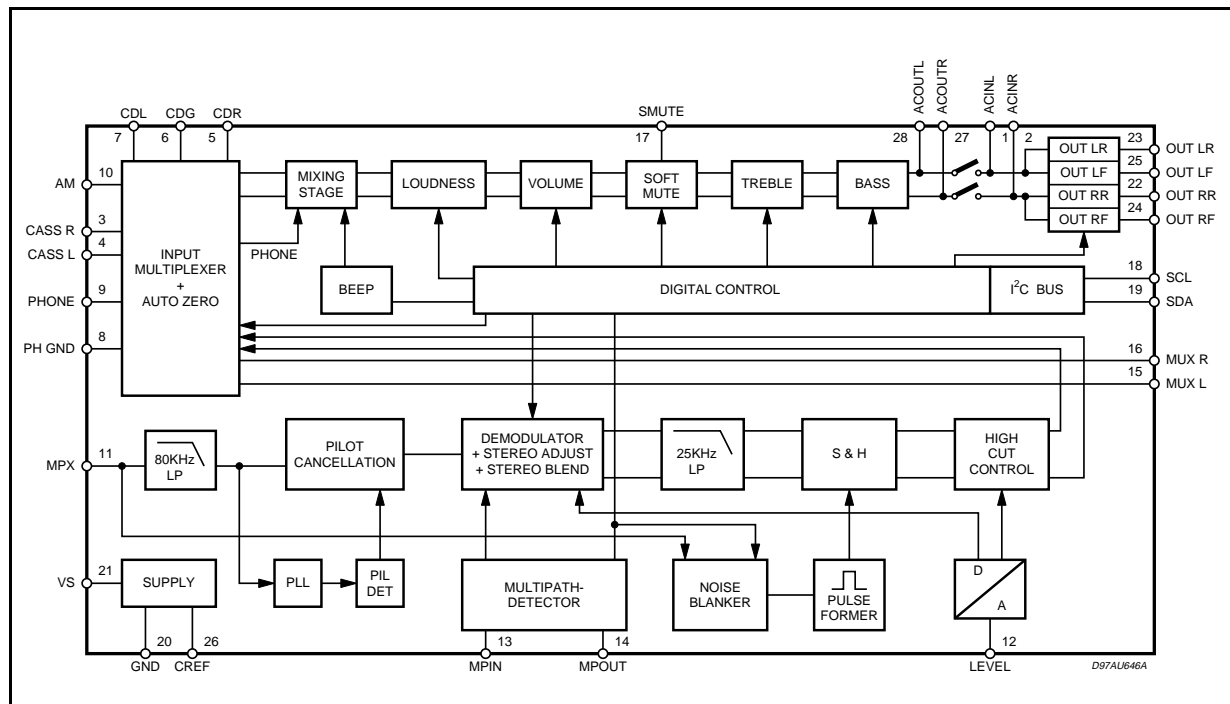 ACOUTL
ACOUTR
ACINL
ACINR
CDL
CDG
CDR
SMUTE
7
6
5
17
28
27
1
2
23
OUT LR
OUT LR
25
OUT LF
OUT LF
22
OUT RR
OUT RR
24
OUT RF
OUT RF
10
AM
3
CASS R
4
CASS L
9
PHONE
8
PH GND
INPUT
MULTIPLEXER
+
AUTO ZERO
MIXING
STAGE
LOUDNESS
VOLUME
SOFT
MUTE
TREBLE
BASS
PHONE
BEEP
DIGITAL CONTROL
I2C BUS
18
SCL
19
SDA
16
MUX R
15
MUX L
11
MPX
80KHz
LP
PILOT
CANCELLATION
DEMODULATOR
+ STEREO ADJUST
+ STEREO BLEND
25KHz
LP
S & H
HIGH
CUT
CONTROL
21
VS
SUPPLY
PLL
PIL
DET
MULTIPATH-
DETECTOR
NOISE
BLANKER
PULSE
FORMER
D
A
20
26
13
14
12
GND
CREF
MPIN
MPOUT
LEVEL
D97AU646A